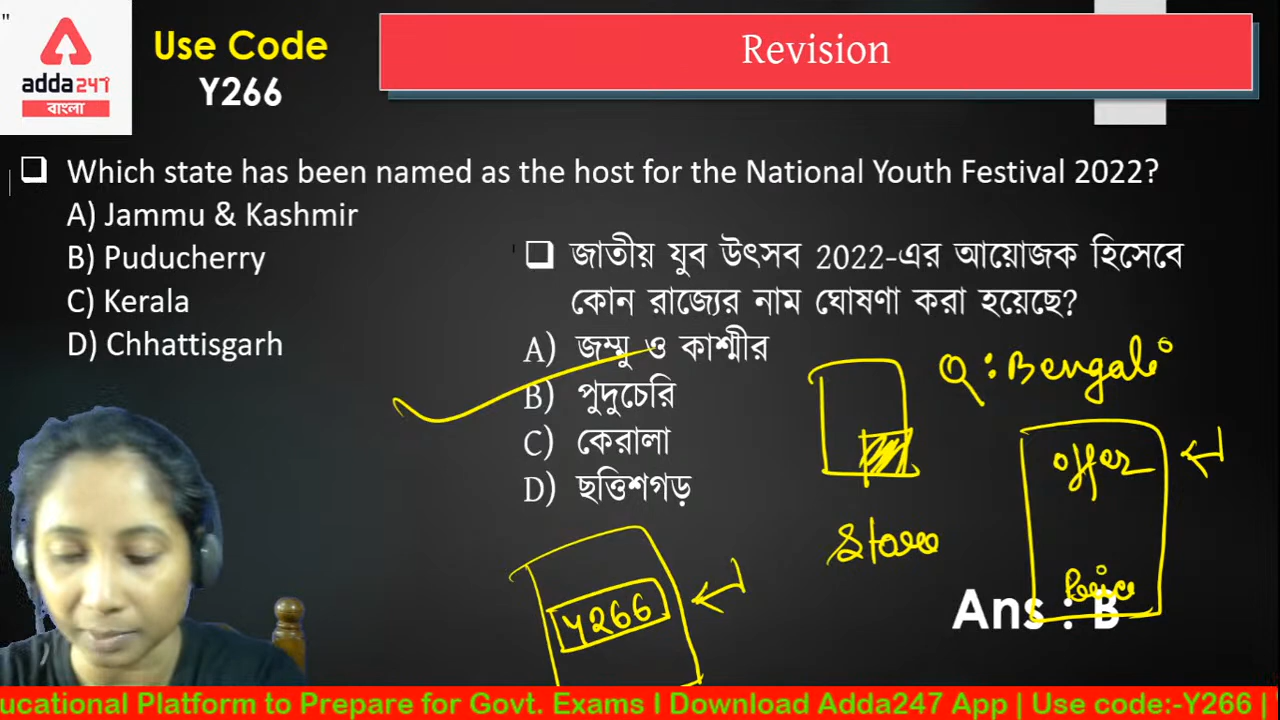 "
adda247
বাংলা
Use Code
Y266
Revision
❑ Which state has been named as the host for the National Youth Festival 2022?
A) Jammu & Kashmir
B) Puducherry
C) Kerala
D) Chhattisgarh
❑ জাতীয় যুব উৎসব 2022-এর আয়োজক হিসেবে
কোন রাজ্যের নাম ঘোষণা করা হয়েছে?
A) জম্মু ও কাশ্মীর
B) পুদুচেরি
C) কেরালা
D) ছত্তিশগড়
Q : Bengali
offer
Store
Y266
Ans : B
ucational Platform to Prepare for Govt. Exams I Download Adda247 App | Use code:-Y266 |